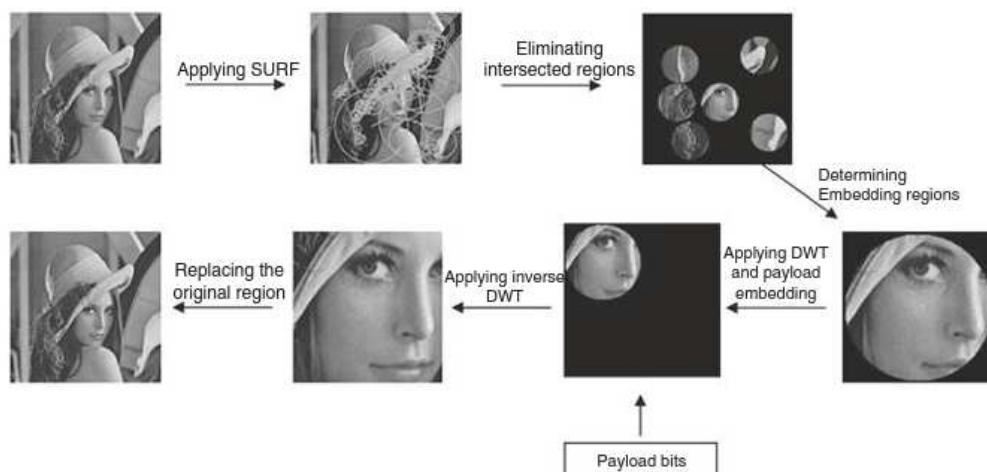 Applying SURF
Eliminating
intersected regions
Determining
Embedding regions
Applying DWT
and payload
embedding
Applying inverse
DWT
Replacing the
original region
Payload bits